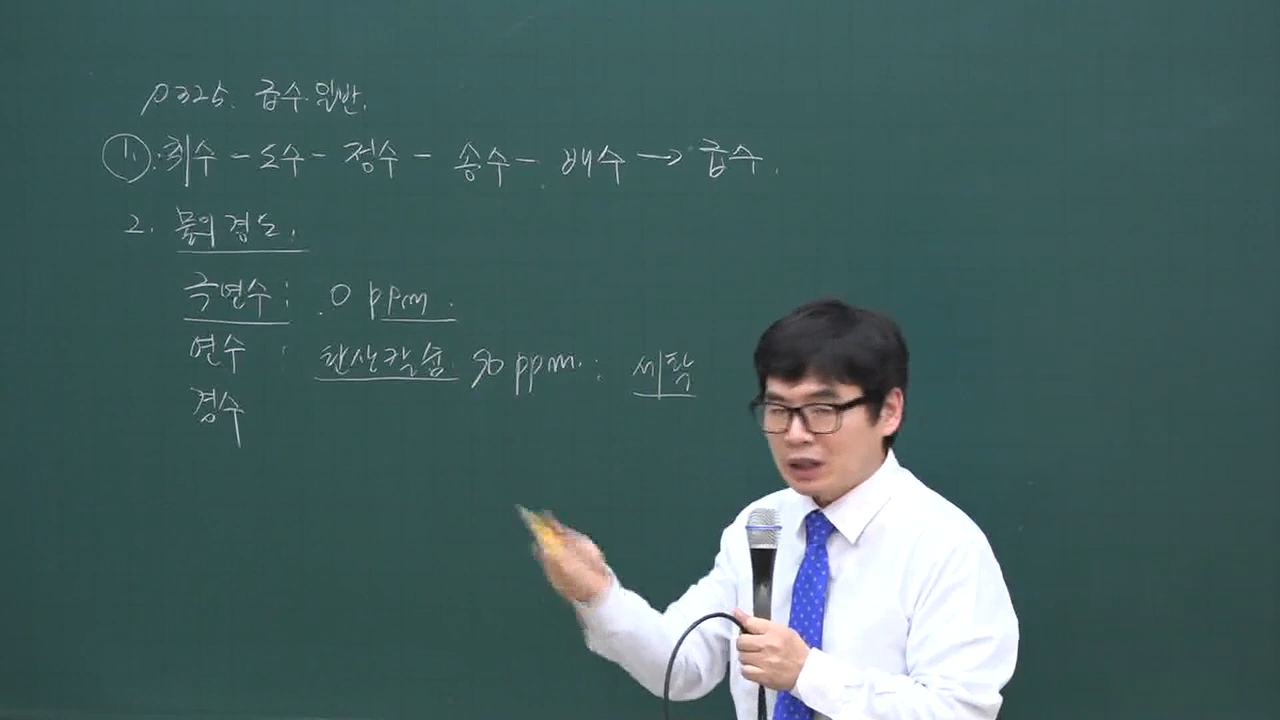 p325. 급수 일반.
①: 취수 - 도수 - 정수 - 송수 - 배수 → 급수.
2. 물의 경도.
극연수 : 0 ppm.
연수 : 탄산칼슘 90 ppm. : 세탁
경수